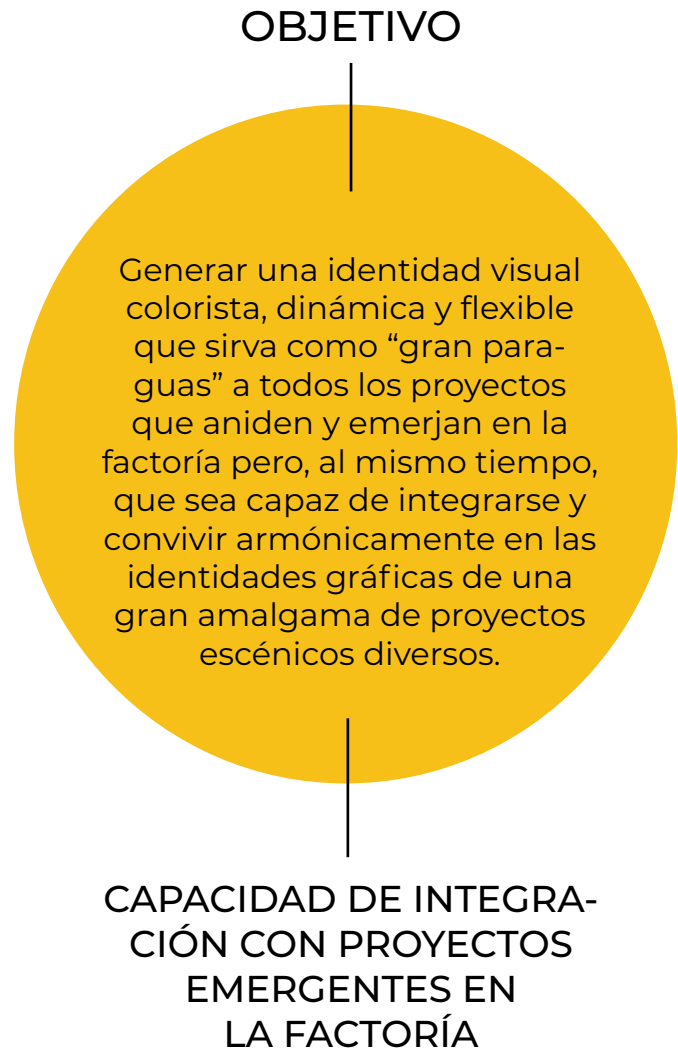 OBJETIVO
Generar una identidad visual
colorista, dinámica y flexible
que sirva como “gran para-
guas” a todos los proyectos
que aniden y emerjan en la
factoría pero, al mismo tiempo,
que sea capaz de integrarse y
convivir armónicamente en las
identidades gráficas de una
gran amalgama de proyectos
escénicos diversos.
CAPACIDAD DE INTEGRA-
CIÓN CON PROYECTOS
EMERGENTES EN
LA FACTORÍA